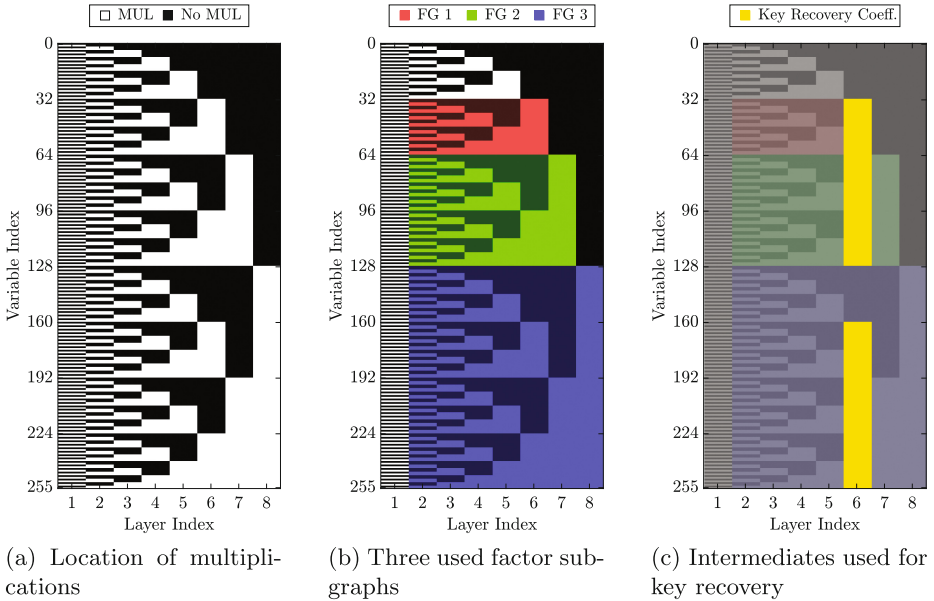 MUL No MUL
FG 1 FG 2 FG 3
Key Recovery Coeff.
0
32
64
96
128
160
192
224
255
Variable Index
1 2 3 4 5 6 7 8
Layer Index
0
32
64
96
128
160
192
224
255
Variable Index
1 2 3 4 5 6 7 8
Layer Index
0
32
64
96
128
160
192
224
255
Variable Index
1 2 3 4 5 6 7 8
Layer Index
(a) Location of multipli-
cations
(b) Three used factor sub-
graphs
(c) Intermediates used for
key recovery